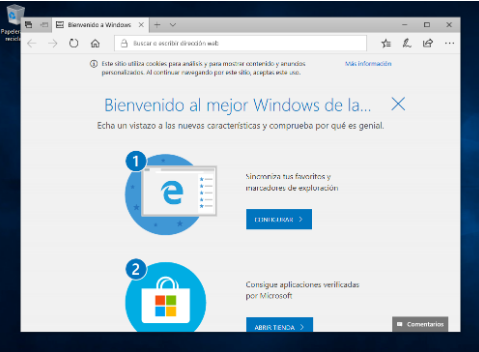 Papelera
recicl
Bienvenido a Windows
Buscar o escribir dirección web
Este sitio utiliza cookies para análisis y para mostrar contenido y anuncios
personalizados. Al continuar navegando por este sitio, aceptas este uso.
Más información
Bienvenido al mejor Windows de la...
Echa un vistazo a las nuevas características y comprueba por qué es genial.
1
Sincroniza tus favoritos y
marcadores de exploración
CONFIGURAR
2
Consigue aplicaciones verificadas
por Microsoft
ABRIR TIENDA
Comentarios